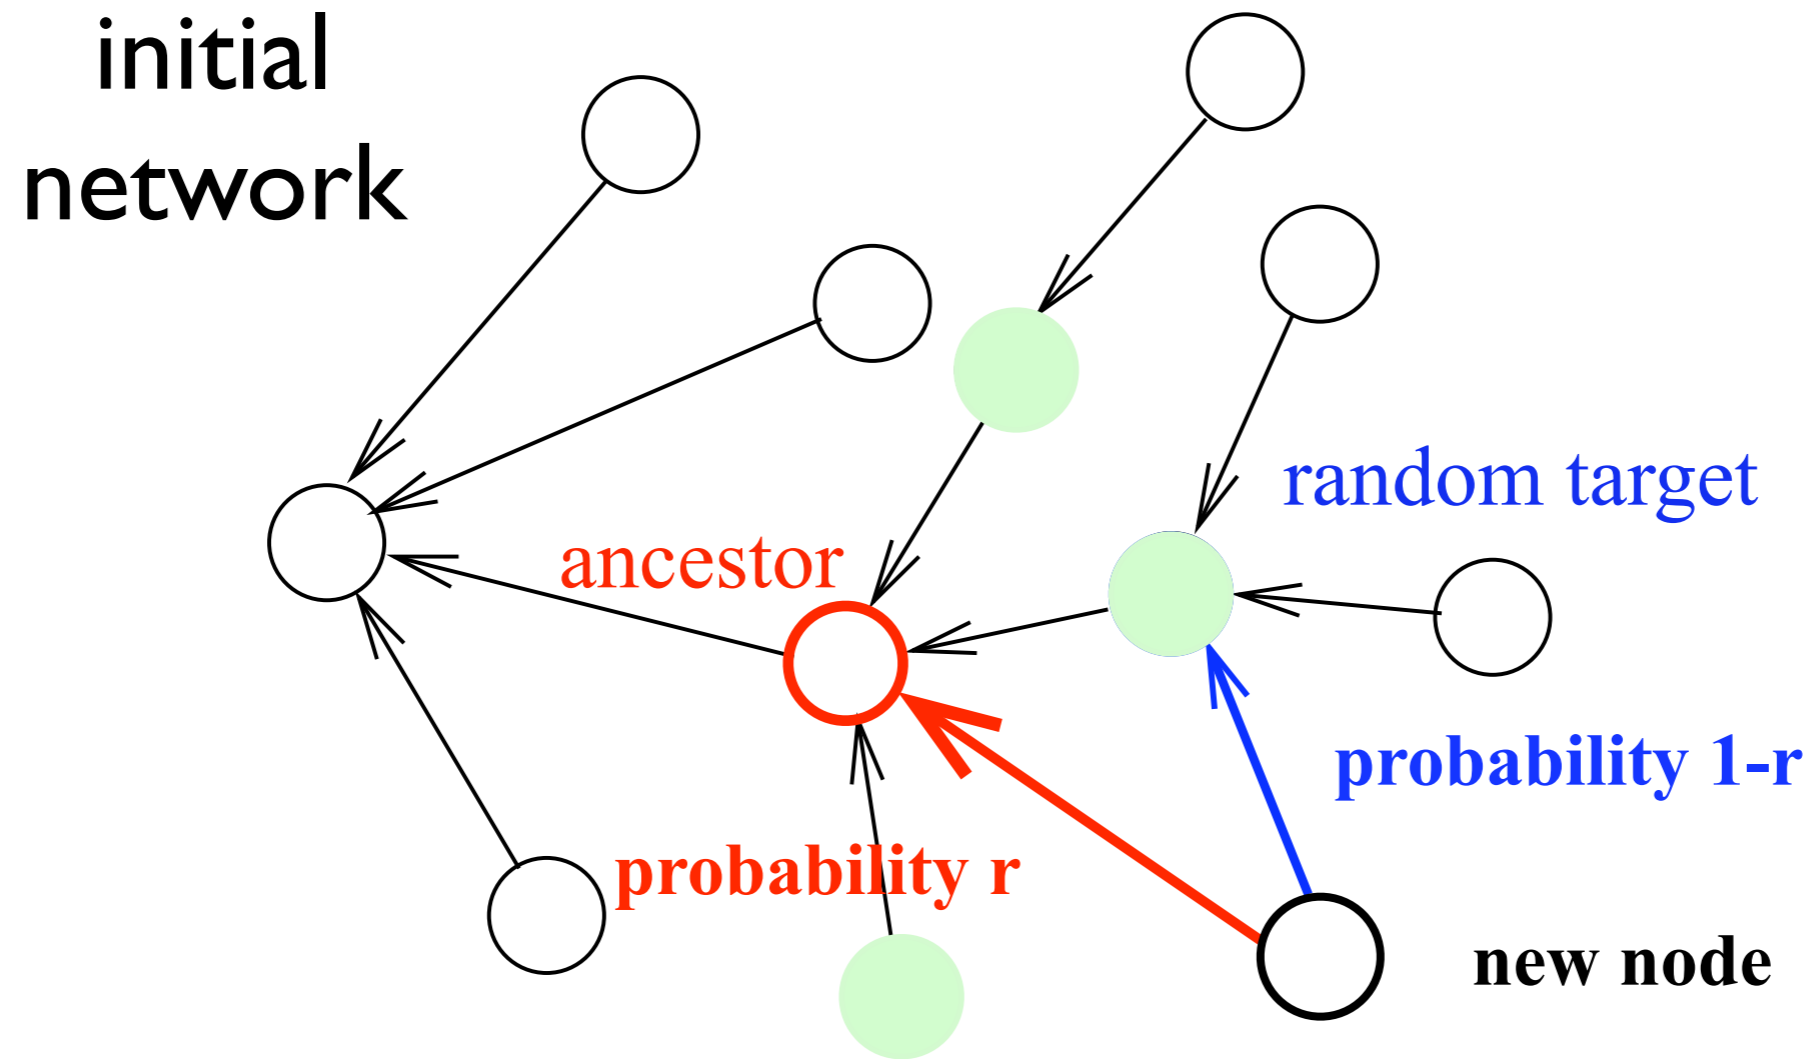 initial
network
random target
ancestor
probability 1-r
probability r
new node